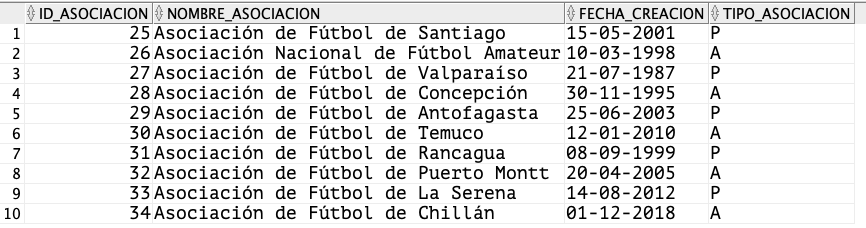 ID_ASOCIACION NOMBRE_ASOCIACION FECHA_CREACION TIPO_ASOCIACION
1 25 Asociación de Fútbol de Santiago 15-05-2001 P
2 26 Asociación Nacional de Fútbol Amateur 10-03-1998 A
3 27 Asociación de Fútbol de Valparaíso 21-07-1987 P
4 28 Asociación de Fútbol de Concepción 30-11-1995 A
5 29 Asociación de Fútbol de Antofagasta 25-06-2003 P
6 30 Asociación de Fútbol de Temuco 12-01-2010 A
7 31 Asociación de Fútbol de Rancagua 08-09-1999 P
8 32 Asociación de Fútbol de Puerto Montt 20-04-2005 A
9 33 Asociación de Fútbol de La Serena 14-08-2012 P
10 34 Asociación de Fútbol de Chillán 01-12-2018 A